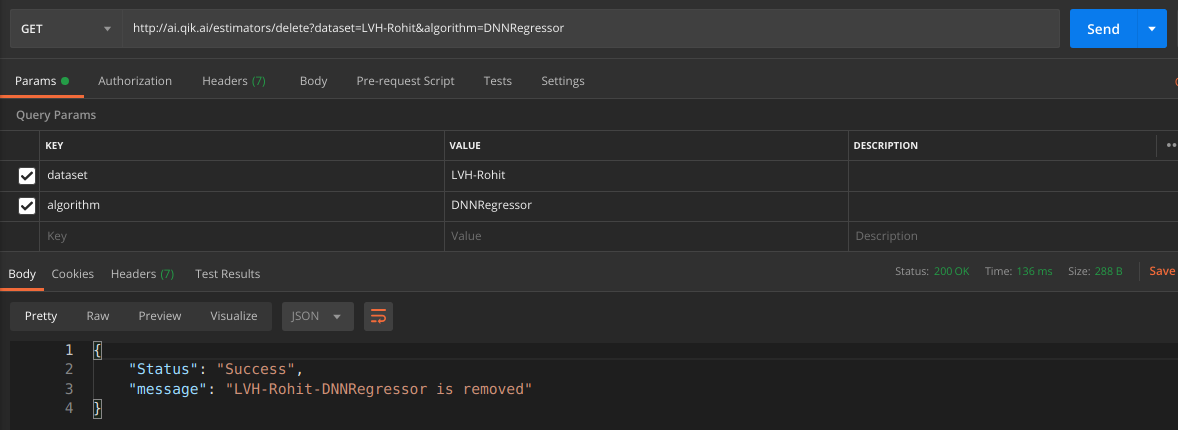 GET http://ai.qik.ai/estimators/delete?dataset=LVH-Rohit&algorithm=DNNRegressor Send
Params Authorization Headers (7) Body Pre-request Script Tests Settings
Query Params
KEY VALUE DESCRIPTION
dataset LVH-Rohit
algorithm DNNRegressor
Key Value Description
Body Cookies Headers (7) Test Results Status: 200 OK Time: 136 ms Size: 288 B Save
Pretty Raw Preview Visualize JSON
1 {
2 "Status": "Success",
3 "message": "LVH-Rohit-DNNRegressor is removed"
4 }